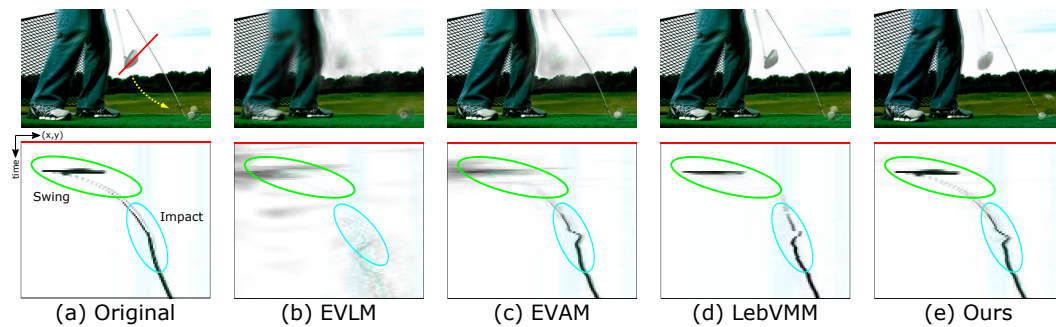 (x,y)
time
Swing
Impact
(a) Original
(b) EVLM
(c) EVAM
(d) LebVMM
(e) Ours